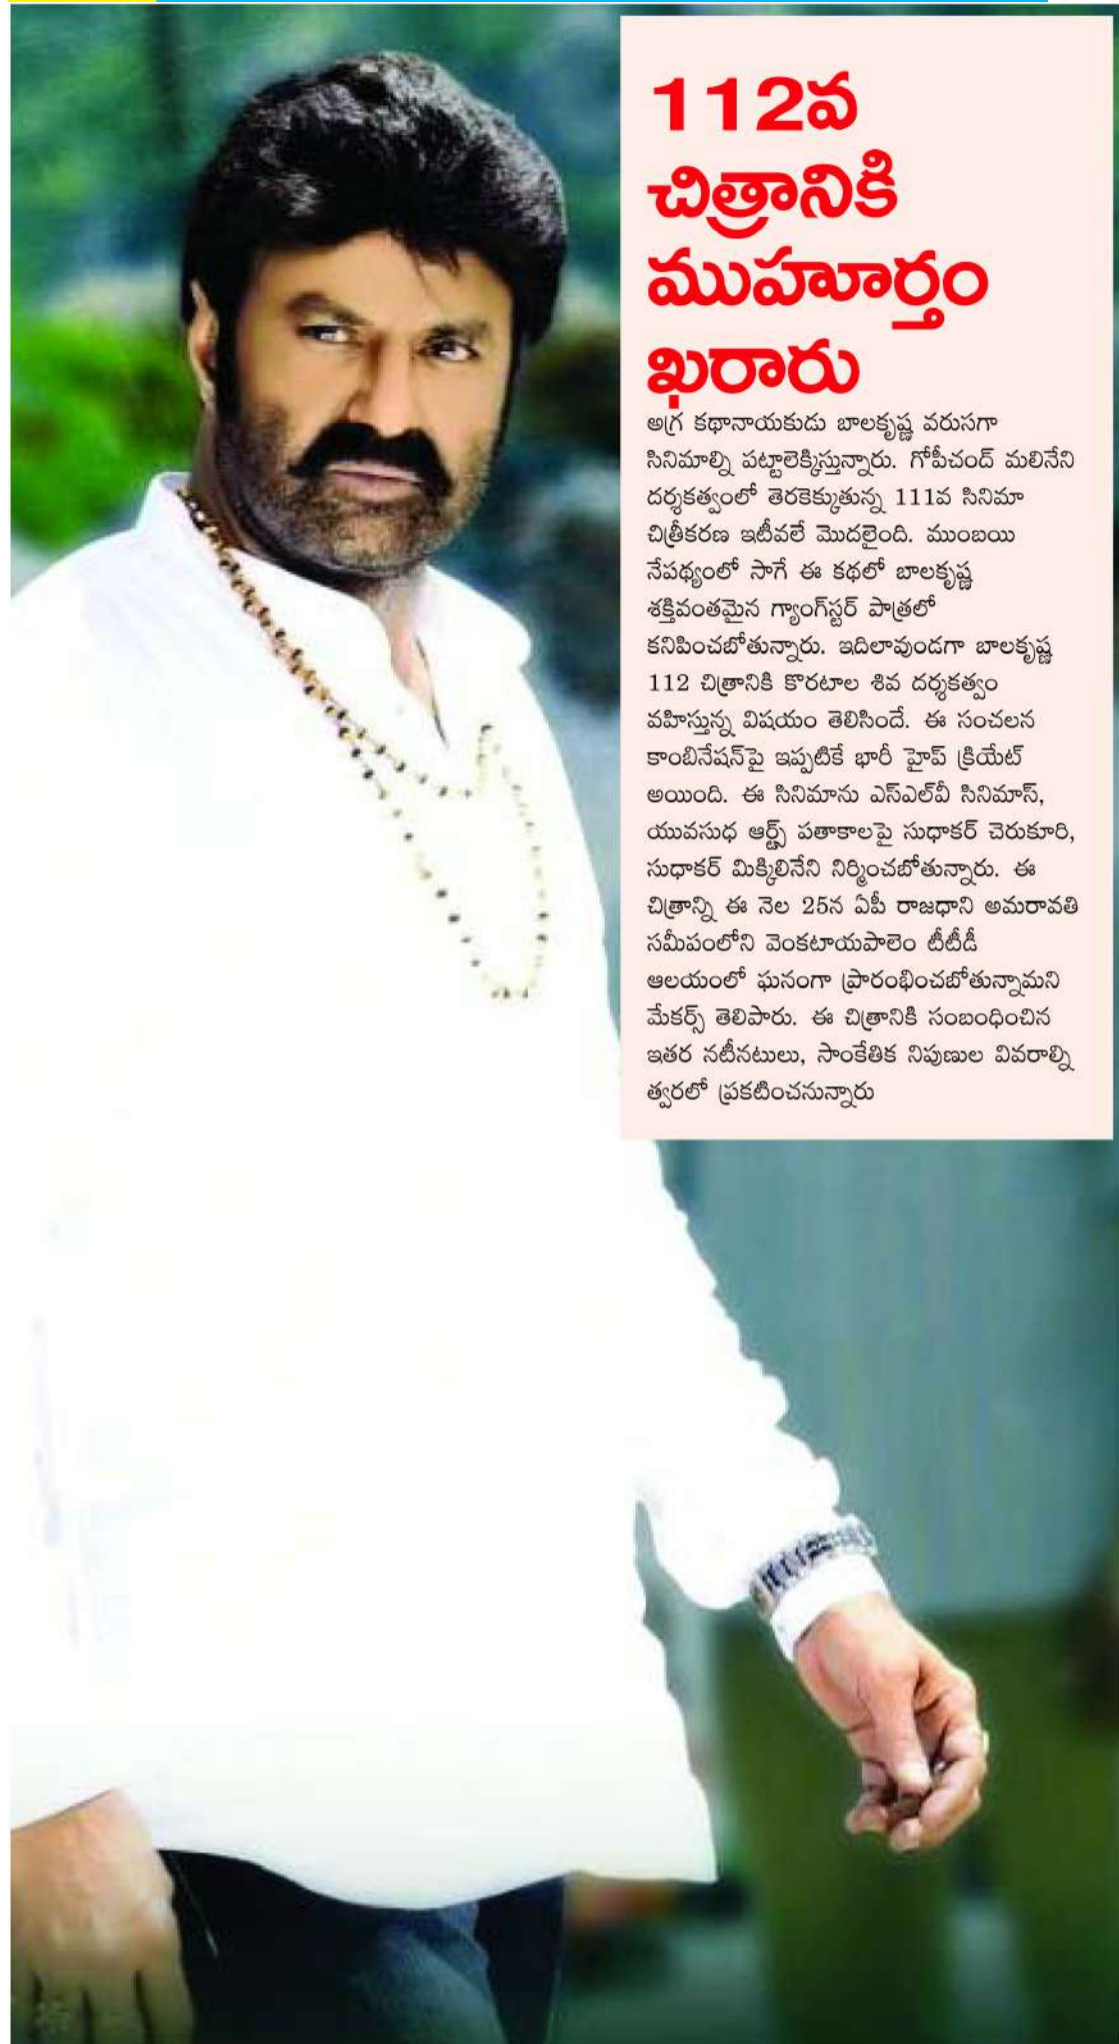 112వ
చిత్రానికి
ముహూర్తం
ఖరారు
అగ్ర కథానాయకుడు బాలకృష్ణ వరుసగా
సినిమాల్ని పట్టాలెక్కిస్తున్నారు. గోపీచంద్ మలినేని
దర్శకత్వంలో తెరకెక్కుతున్న 111వ సినిమా
చిత్రీకరణ ఇటీవలే మొదలైంది. ముంబయి
నేపథ్యంలో సాగే ఈ కథలో బాలకృష్ణ
శక్తివంతమైన గ్యాంగ్‌స్టర్ పాత్రలో
కనిపించబోతున్నారు. ఇదిలావుండగా బాలకృష్ణ
112 చిత్రానికి కొరటాల శివ దర్శకత్వం
వహిస్తున్న విషయం తెలిసిందే. ఈ సంచలన
కాంబినేషన్‌పై ఇప్పటికే భారీ హైప్ క్రియేట్
అయింది. ఈ సినిమాను ఎస్ఎల్‌వీ సినిమాస్,
యువసుధ ఆర్ట్స్ పతాకాలపై సుధాకర్ చెరుకూరి,
సుధాకర్ మిక్కిలినేని నిర్మించబోతున్నారు. ఈ
చిత్రాన్ని ఈ నెల 25న ఏపీ రాజధాని అమరావతి
సమీపంలోని వెంకటాయపాలెం టీటీడీ
ఆలయంలో ఘనంగా ప్రారంభించబోతున్నామని
మేకర్స్ తెలిపారు. ఈ చిత్రానికి సంబంధించిన
ఇతర నటీనటులు, సాంకేతిక నిపుణుల వివరాల్ని
త్వరలో ప్రకటించనున్నారు